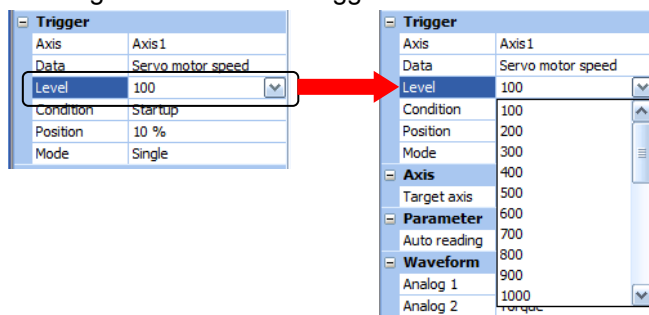 Trigger
Axis Axis1
Data Servo motor speed
Level 100
Condition Startup
Position 10 %
Mode Single
Trigger
Axis Axis1
Data Servo motor speed
Level 100
Condition 100
Position 200
Mode 300
Axis 400
Target axis 500
Parameter 600
Auto reading 700
Waveform 800
Analog 1 900
Analog 2 1000